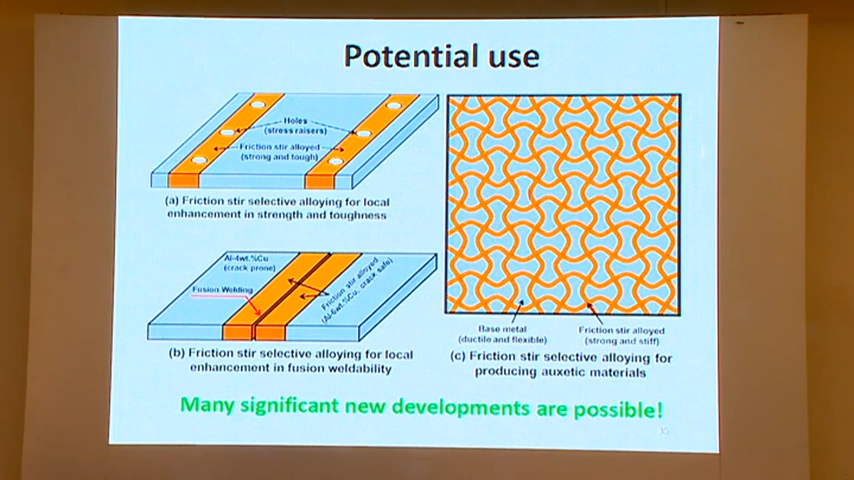 Potential use
Holes
(stress raisers)
Friction stir alloyed
(strong and tough)
(a) Friction stir selective alloying for local
enhancement in strength and toughness
Al-4wt.%Cu
(crack prone)
Fusion Welding
Friction stir alloyed
(Al-6wt.%Cu, crack safe)
(b) Friction stir selective alloying for local
enhancement in fusion weldability
Base metal
(ductile and flexible)
Friction stir alloyed
(strong and stiff)
(c) Friction stir selective alloying for
producing auxetic materials
Many significant new developments are possible!
35